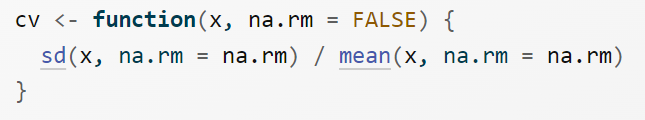 cv <- function(x, na.rm = FALSE) {
  sd(x, na.rm = na.rm) / mean(x, na.rm = na.rm)
}